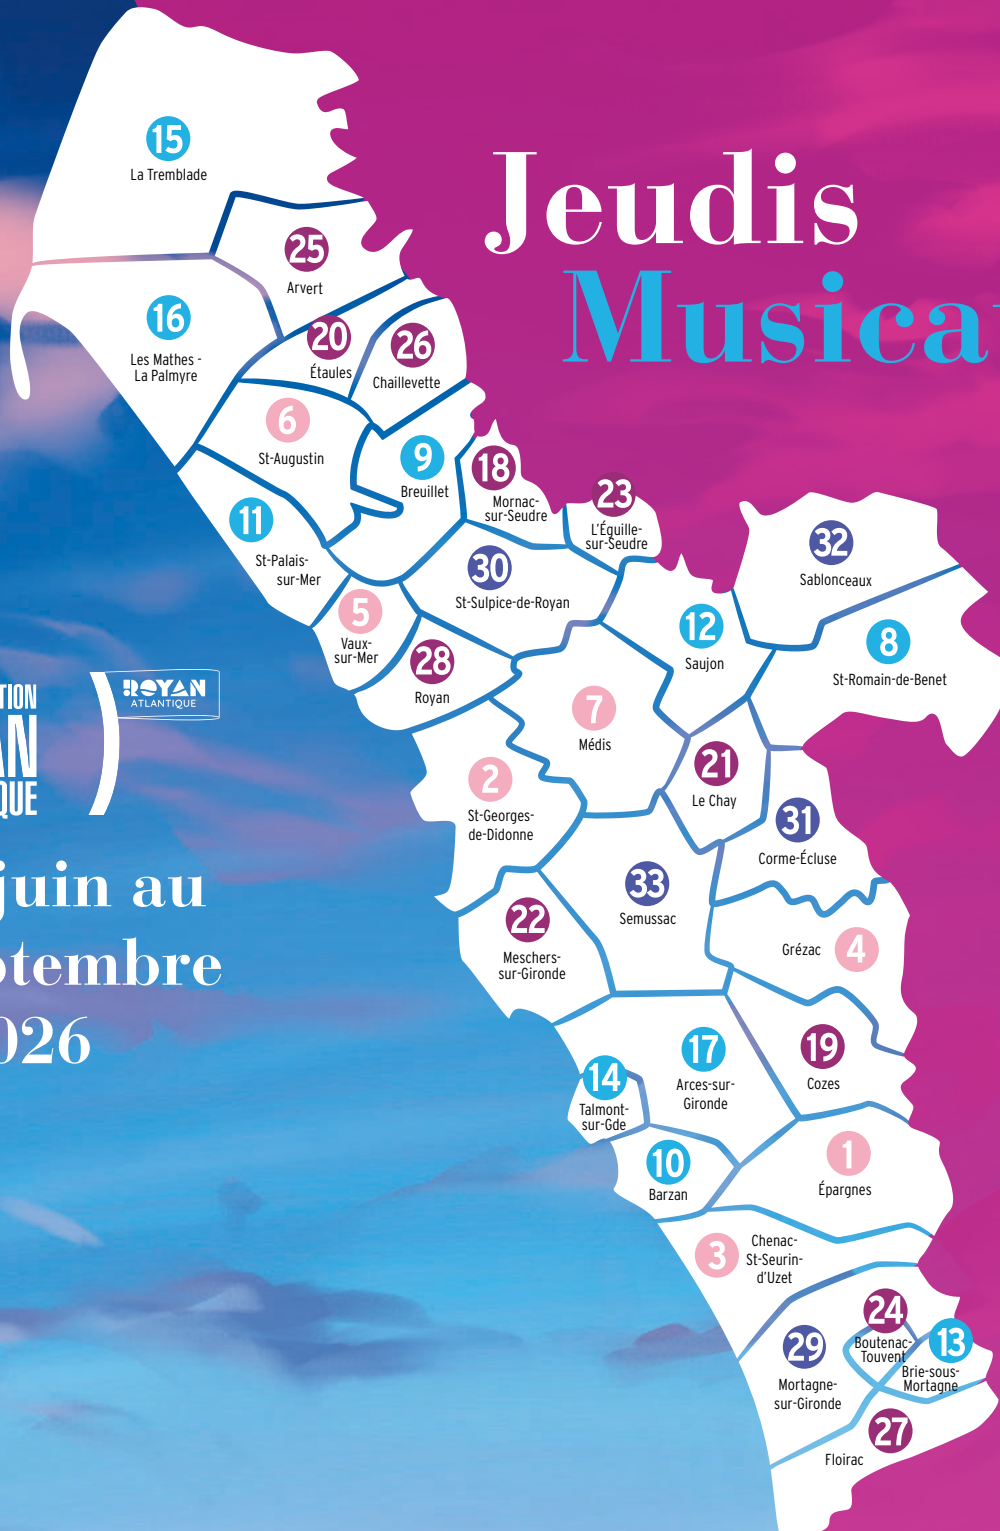 Jeudis
15
La Tremblade
25
Arvert
16
Les Mathes -
La Palmyre
20
Étaules
26
Chaillevette
6
St-Augustin
9
Breuillet
18
Mornac-
sur-Seudre
23
L'Éguille-
sur-Seudre
11
St-Palais-
sur-Mer
30
St-Sulpice-de-Royan
32
Sablonceaux
5
Vaux-
sur-Mer
12
Saujon
8
St-Romain-de-Benet
28
Royan
7
Médis
21
Le Chay
2
St-Georges-
de-Didonne
31
Corme-Écluse
33
Semussac
22
Meschers-
sur-Gironde
Grézac
4
17
Arces-sur-
Gironde
19
Cozes
14
Talmont-
sur-Gde
10
Barzan
1
Épargnes
3
Chenac-
St-Seurin-
d'Uzet
24
Boutenac-
Touvent
13
Brie-sous-
Mortagne
29
Mortagne-
sur-Gironde
27
Floirac
ROYAN
ATLANTIQUE
juin au